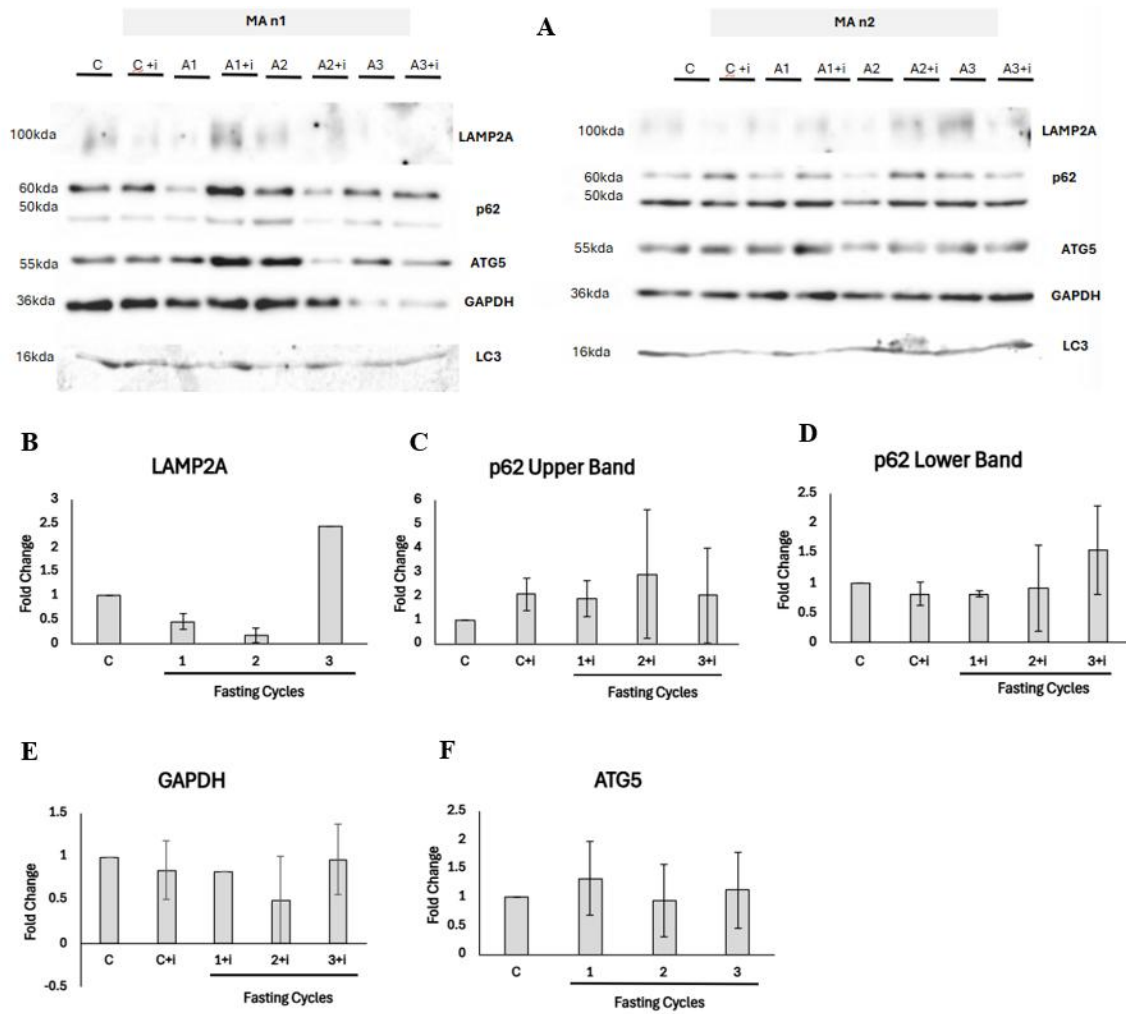 MA n1
A
MA n2
C C +i A1 A1+i A2 A2+i A3 A3+i
C C +i A1 A1+i A2 A2+i A3 A3+i
100kda LAMP2A
60kda
50kda p62
55kda ATG5
36kda GAPDH
16kda LC3
100kda LAMP2A
60kda p62
50kda
55kda ATG5
36kda GAPDH
16kda LC3
B
LAMP2A
Fold Change
3
2.5
2
1.5
1
0.5
0
C 1 2 3
Fasting Cycles
C
p62 Upper Band
Fold Change
6
5
4
3
2
1
0
C C+i 1+i 2+i 3+i
Fasting Cycles
D
p62 Lower Band
Fold Change
2.5
2
1.5
1
0.5
0
C C+i 1+i 2+i 3+i
Fasting Cycles
E
GAPDH
Fold Change
1.5
1
0.5
0
-0.5
C C+i 1+i 2+i 3+i
Fasting Cycles
F
ATG5
Fold Change
2.5
2
1.5
1
0.5
0
C 1 2 3
Fasting Cycles